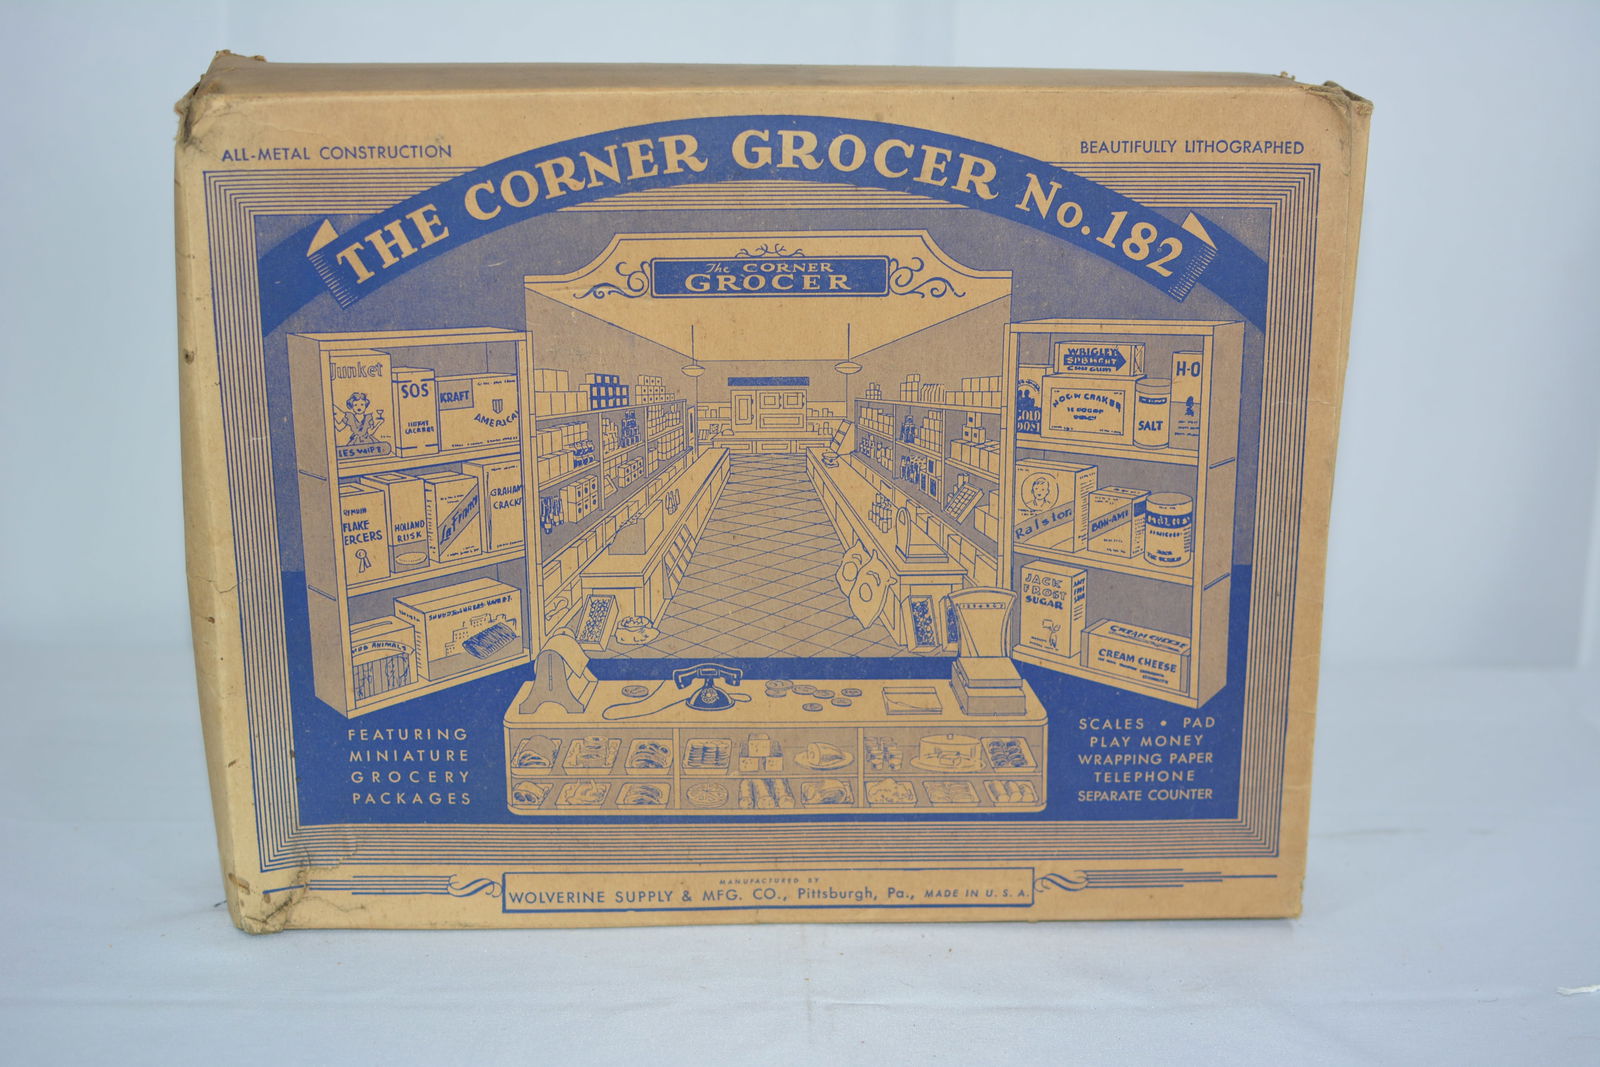 ALL-METAL CONSTRUCTION
BEAUTIFULLY LITHOGRAPHED
THE CORNER GROCER No. 182
The CORNER
GROCER
Junket
SOS
KRAFT
AMERICAN
FLAKE
HOLLAND
RUSK
GRAHAM
WRIGLEY'S
GUM
H-O
SALT
Ralston
BON-AMI
JACK
FROST
SUGAR
CREAM CHEESE
CREAM CHEESE
ANIMALS
FEATURING
MINIATURE
GROCERY
PACKAGES
SCALES • PAD
PLAY MONEY
WRAPPING PAPER
TELEPHONE
SEPARATE COUNTER
MANUFACTURED BY
WOLVERINE SUPPLY & MFG. CO., Pittsburgh, Pa., MADE IN U.S.A.